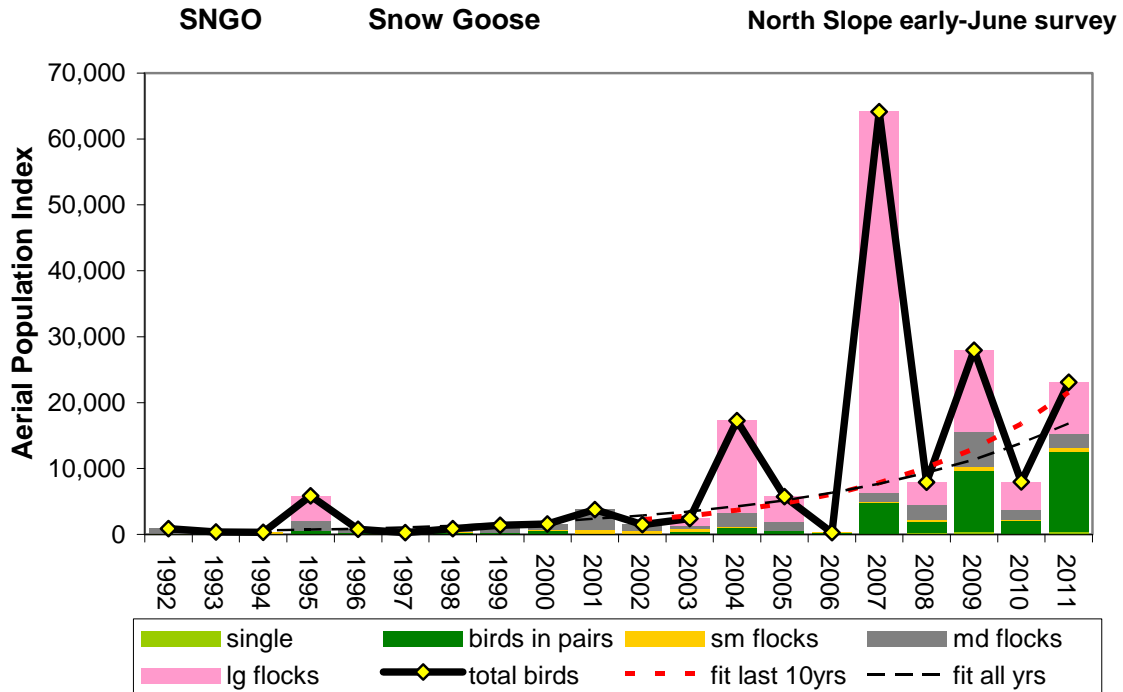 SNGO Snow Goose North Slope early-June survey
Aerial Population Index
70,000
60,000
50,000
40,000
30,000
20,000
10,000
0
1992 1993 1994 1995 1996 1997 1998 1999 2000 2001 2002 2003 2004 2005 2006 2007 2008 2009 2010 2011
single birds in pairs sm flocks md flocks
lg flocks total birds fit last 10yrs fit all yrs